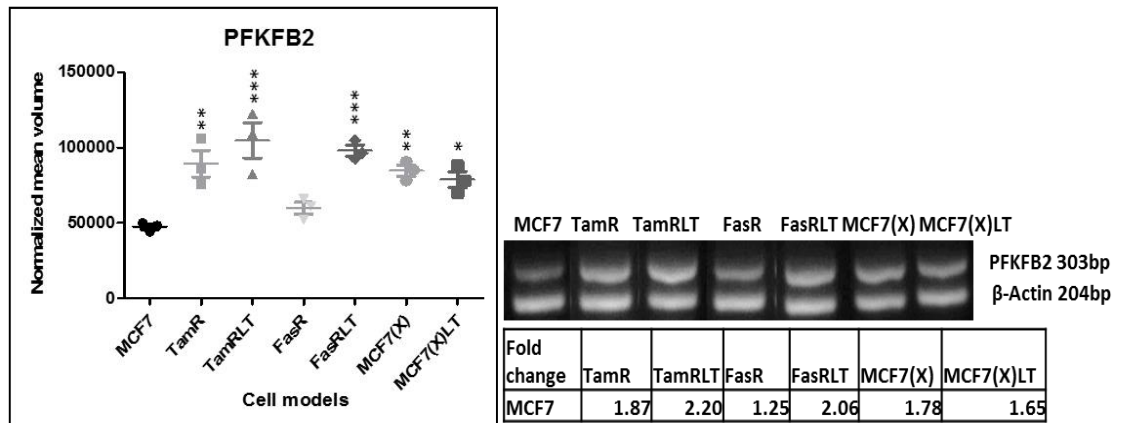 PFKFB2
Normalized mean volume
150000
100000
50000
0
** *** *** ** *
MCF7 TamR TamRLT FasR FasRLT MCF7(X) MCF7(X)LT
Cell models
MCF7 TamR TamRLT FasR FasRLT MCF7(X) MCF7(X)LT
PFKFB2 303bp
β-Actin 204bp
Fold
change TamR TamRLT FasR FasRLT MCF7(X) MCF7(X)LT
MCF7 1.87 2.20 1.25 2.06 1.78 1.65